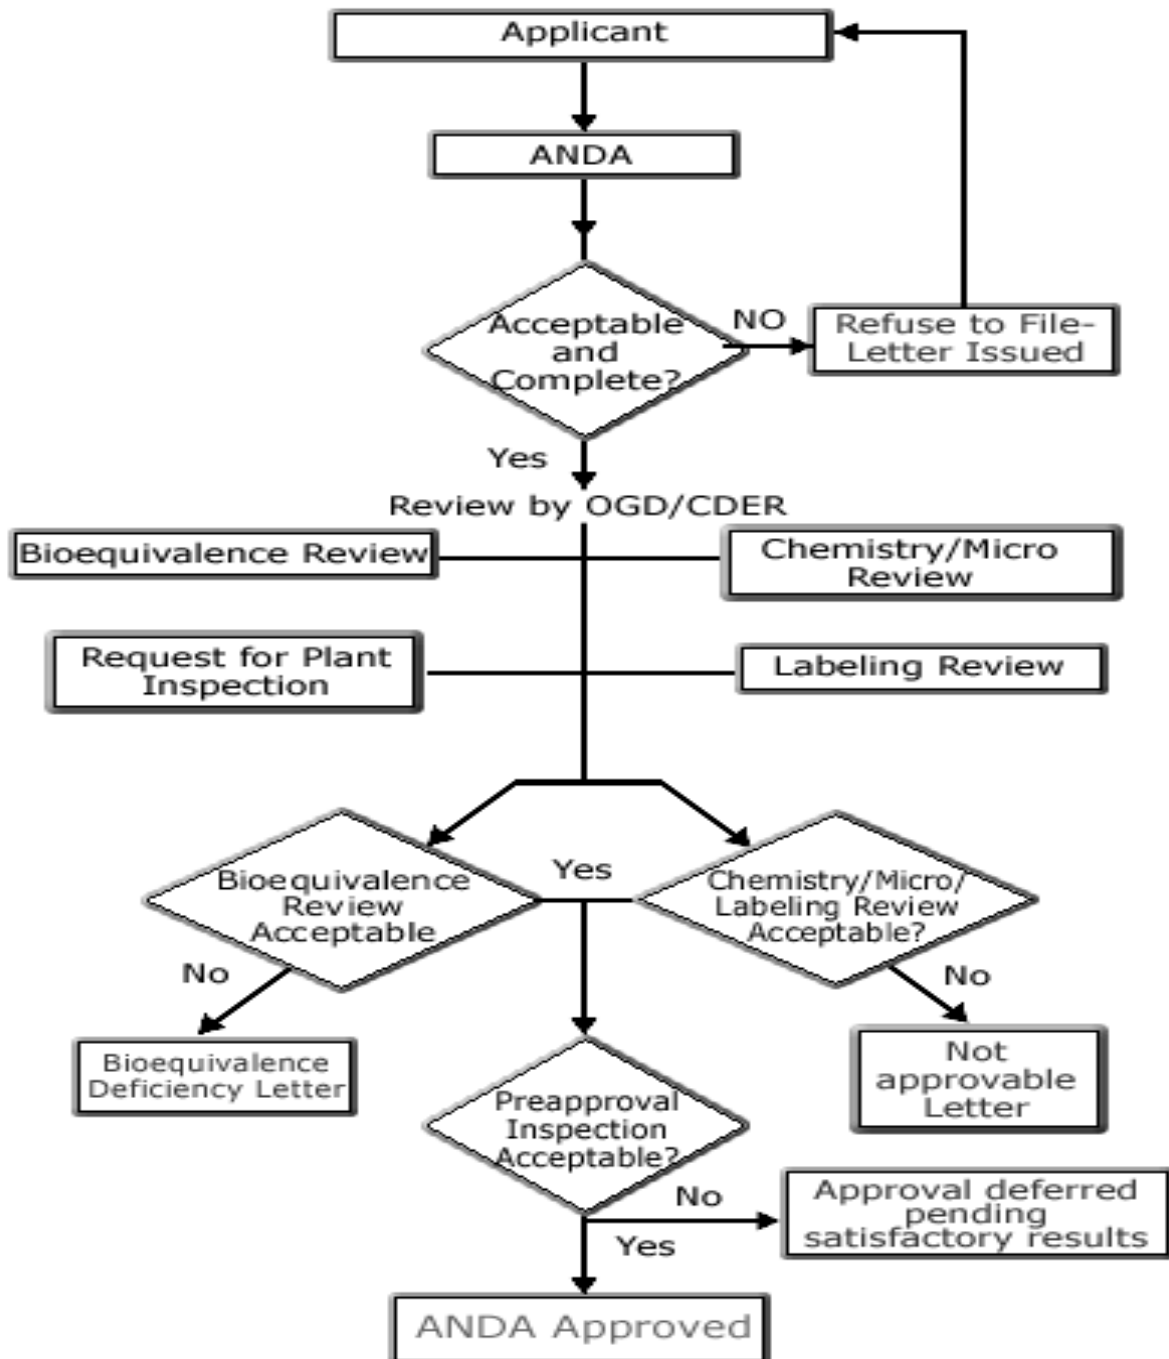 Applicant
ANDA
Acceptable
and
Complete?
NO
Refuse to File-
Letter Issued
Yes
Review by OGD/CDER
Bioequivalence Review
Chemistry/Micro
Review
Request for Plant
Inspection
Labeling Review
Bioequivalence
Review
Acceptable
Yes
Chemistry/Micro/
Labeling Review
Acceptable?
No
No
Bioequivalence
Deficiency Letter
Not
approvable
Letter
Preapproval
Inspection
Acceptable?
No
Approval deferred
pending
satisfactory results
Yes
ANDA Approved